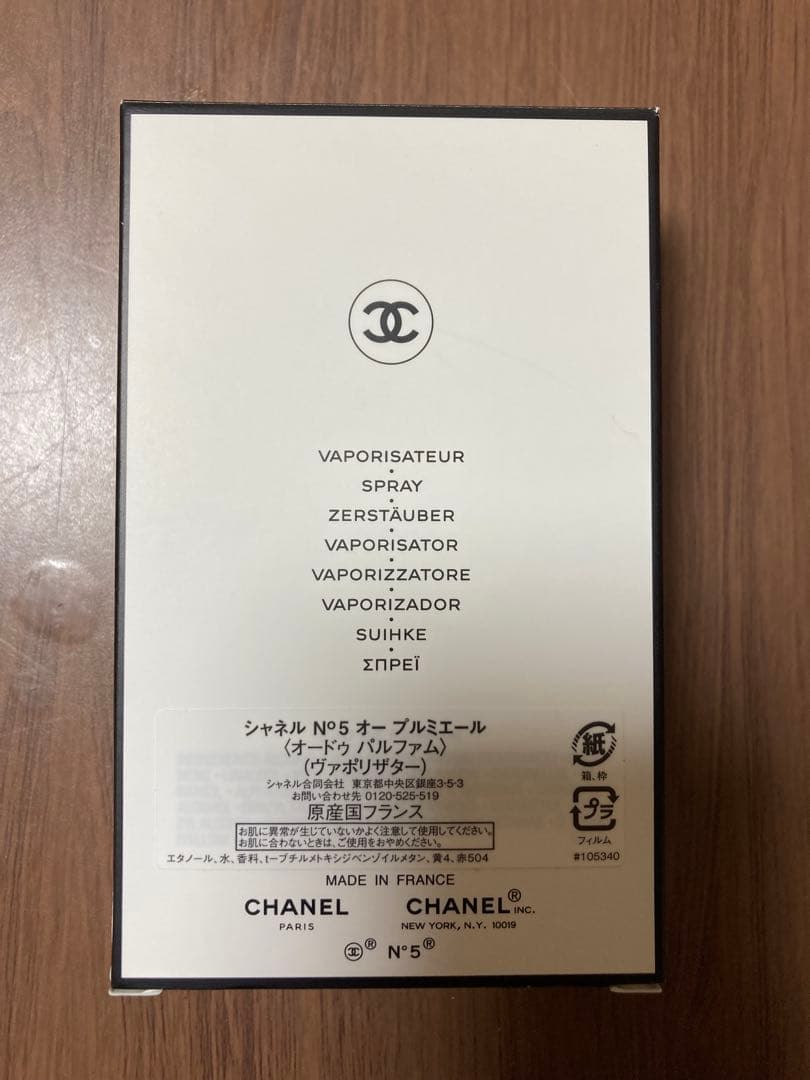 VAPORISATEUR
SPRAY
ZERSTÄUBER
VAPORISATOR
VAPORIZZATORE
VAPORIZADOR
SUIHKE
ΣΠΡΕΪ
シャネル Nº5 オー プルミエール
〈オードゥ パルファム〉
(ヴァポリザター)
シャネル合同会社 東京都中央区銀座3-5-3
お問い合わせ先 0120-525-519
原産国フランス
お肌に異常が生じていないかよく注意して使用してください。
お肌に合わないときは、ご使用をおやめください。
エタノール、水、香料、t-ブチルメトキシジベンゾイルメタン、黄4、赤504
紙
箱、枠
プラ
フィルム
#105340
MADE IN FRANCE
CHANEL
PARIS
CHANEL® INC.
NEW YORK, N.Y. 10019
® N°5®